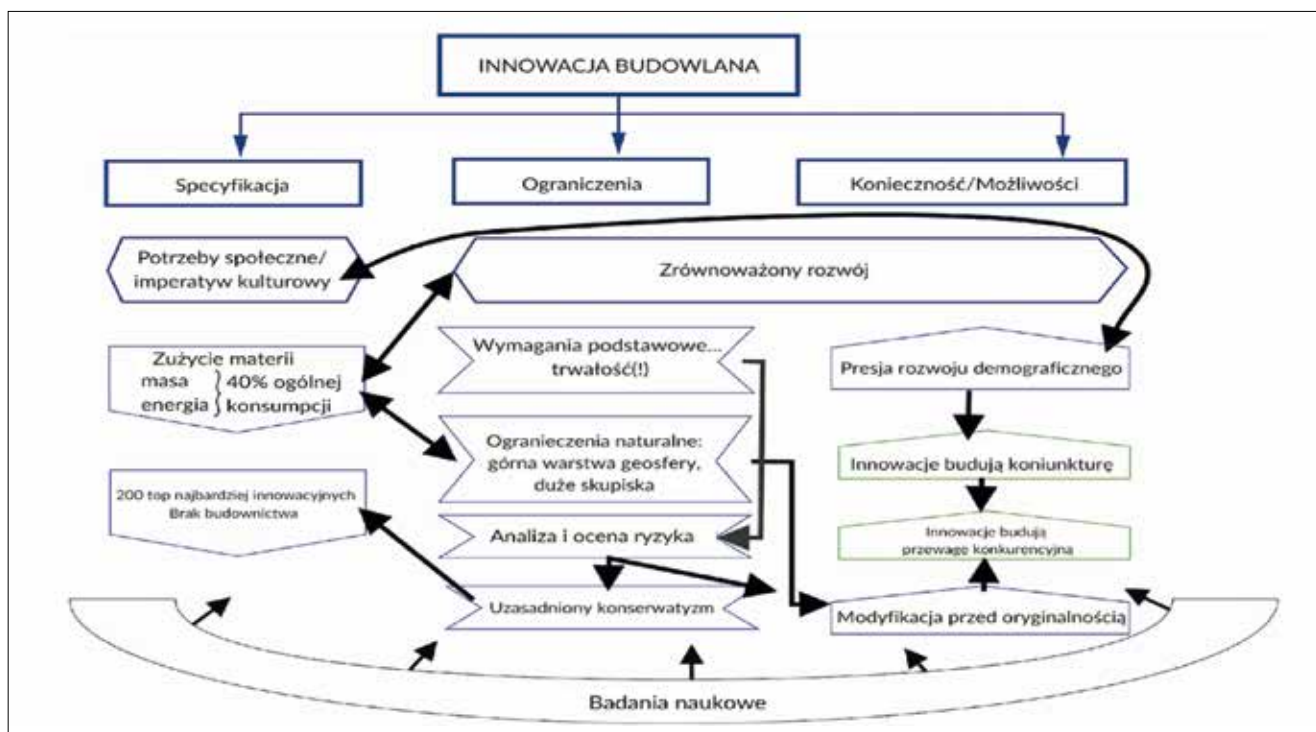 INNOWACJA BUDOWLANA
Specyfikacja
Ograniczenia
Konieczność/Możliwości
Potrzeby społeczne/
imperatyw kulturowy
Zrównoważony rozwój
Zużycie materii
masa
energia
40% ogólnej
konsumpcji
Wymagania podstawowe...
trwałość(!)
Presja rozwoju demograficznego
Ogranieczenia naturalne:
górna warstwa geosfery,
duże skupiska
Innowacje budują koniunkturę
200 top najbardziej innowacyjnych
Brak budownictwa
Analiza i ocena ryzyka
Innowacje budują
przewagę konkurencyjną
Uzasadniony konserwatyzm
Modyfikacja przed oryginalnością
Badania naukowe